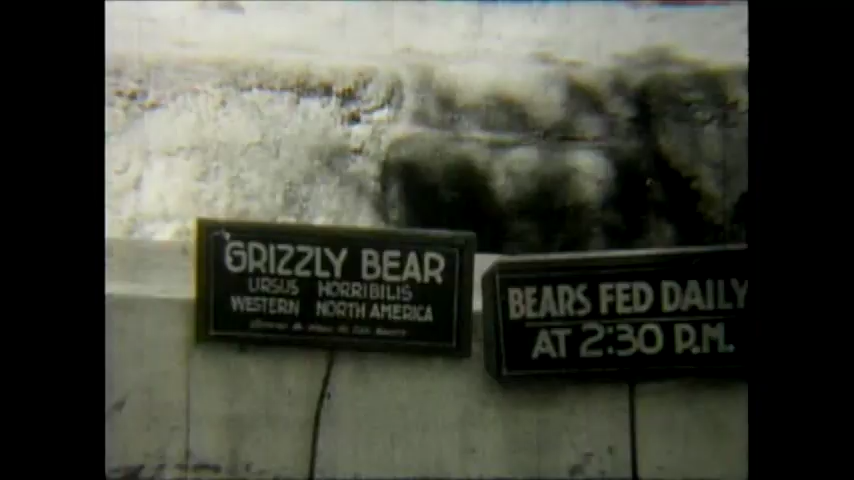 GRIZZLY BEAR
URSUS HORRIBILIS
WESTERN NORTH AMERICA
BEARS FED DAILY
AT 2:30 P.M.